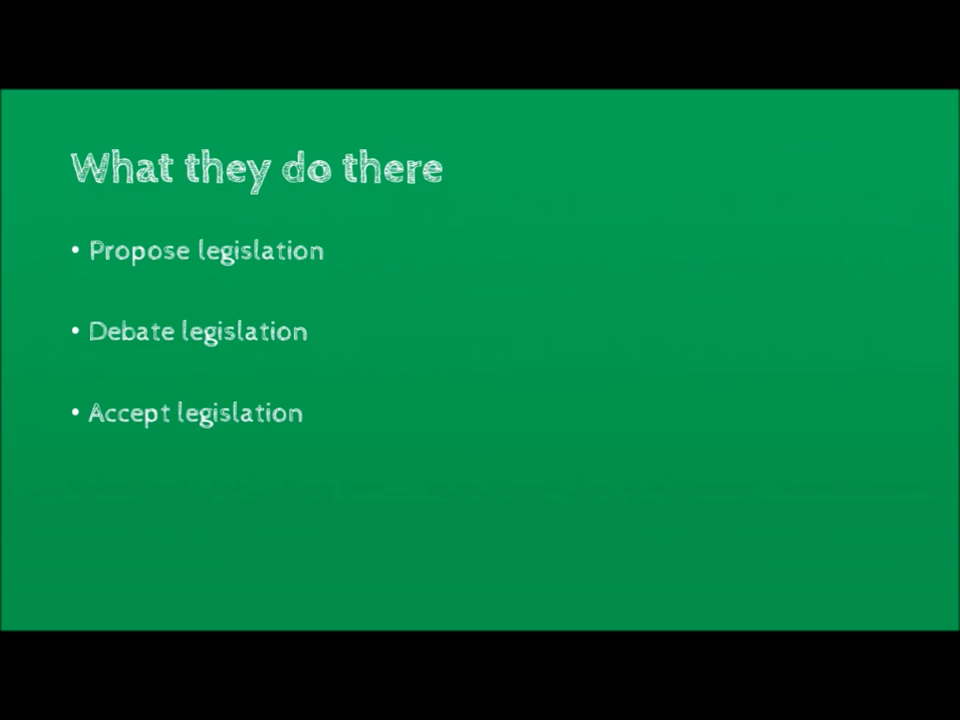 What they do there
• Propose legislation
• Debate legislation
• Accept legislation